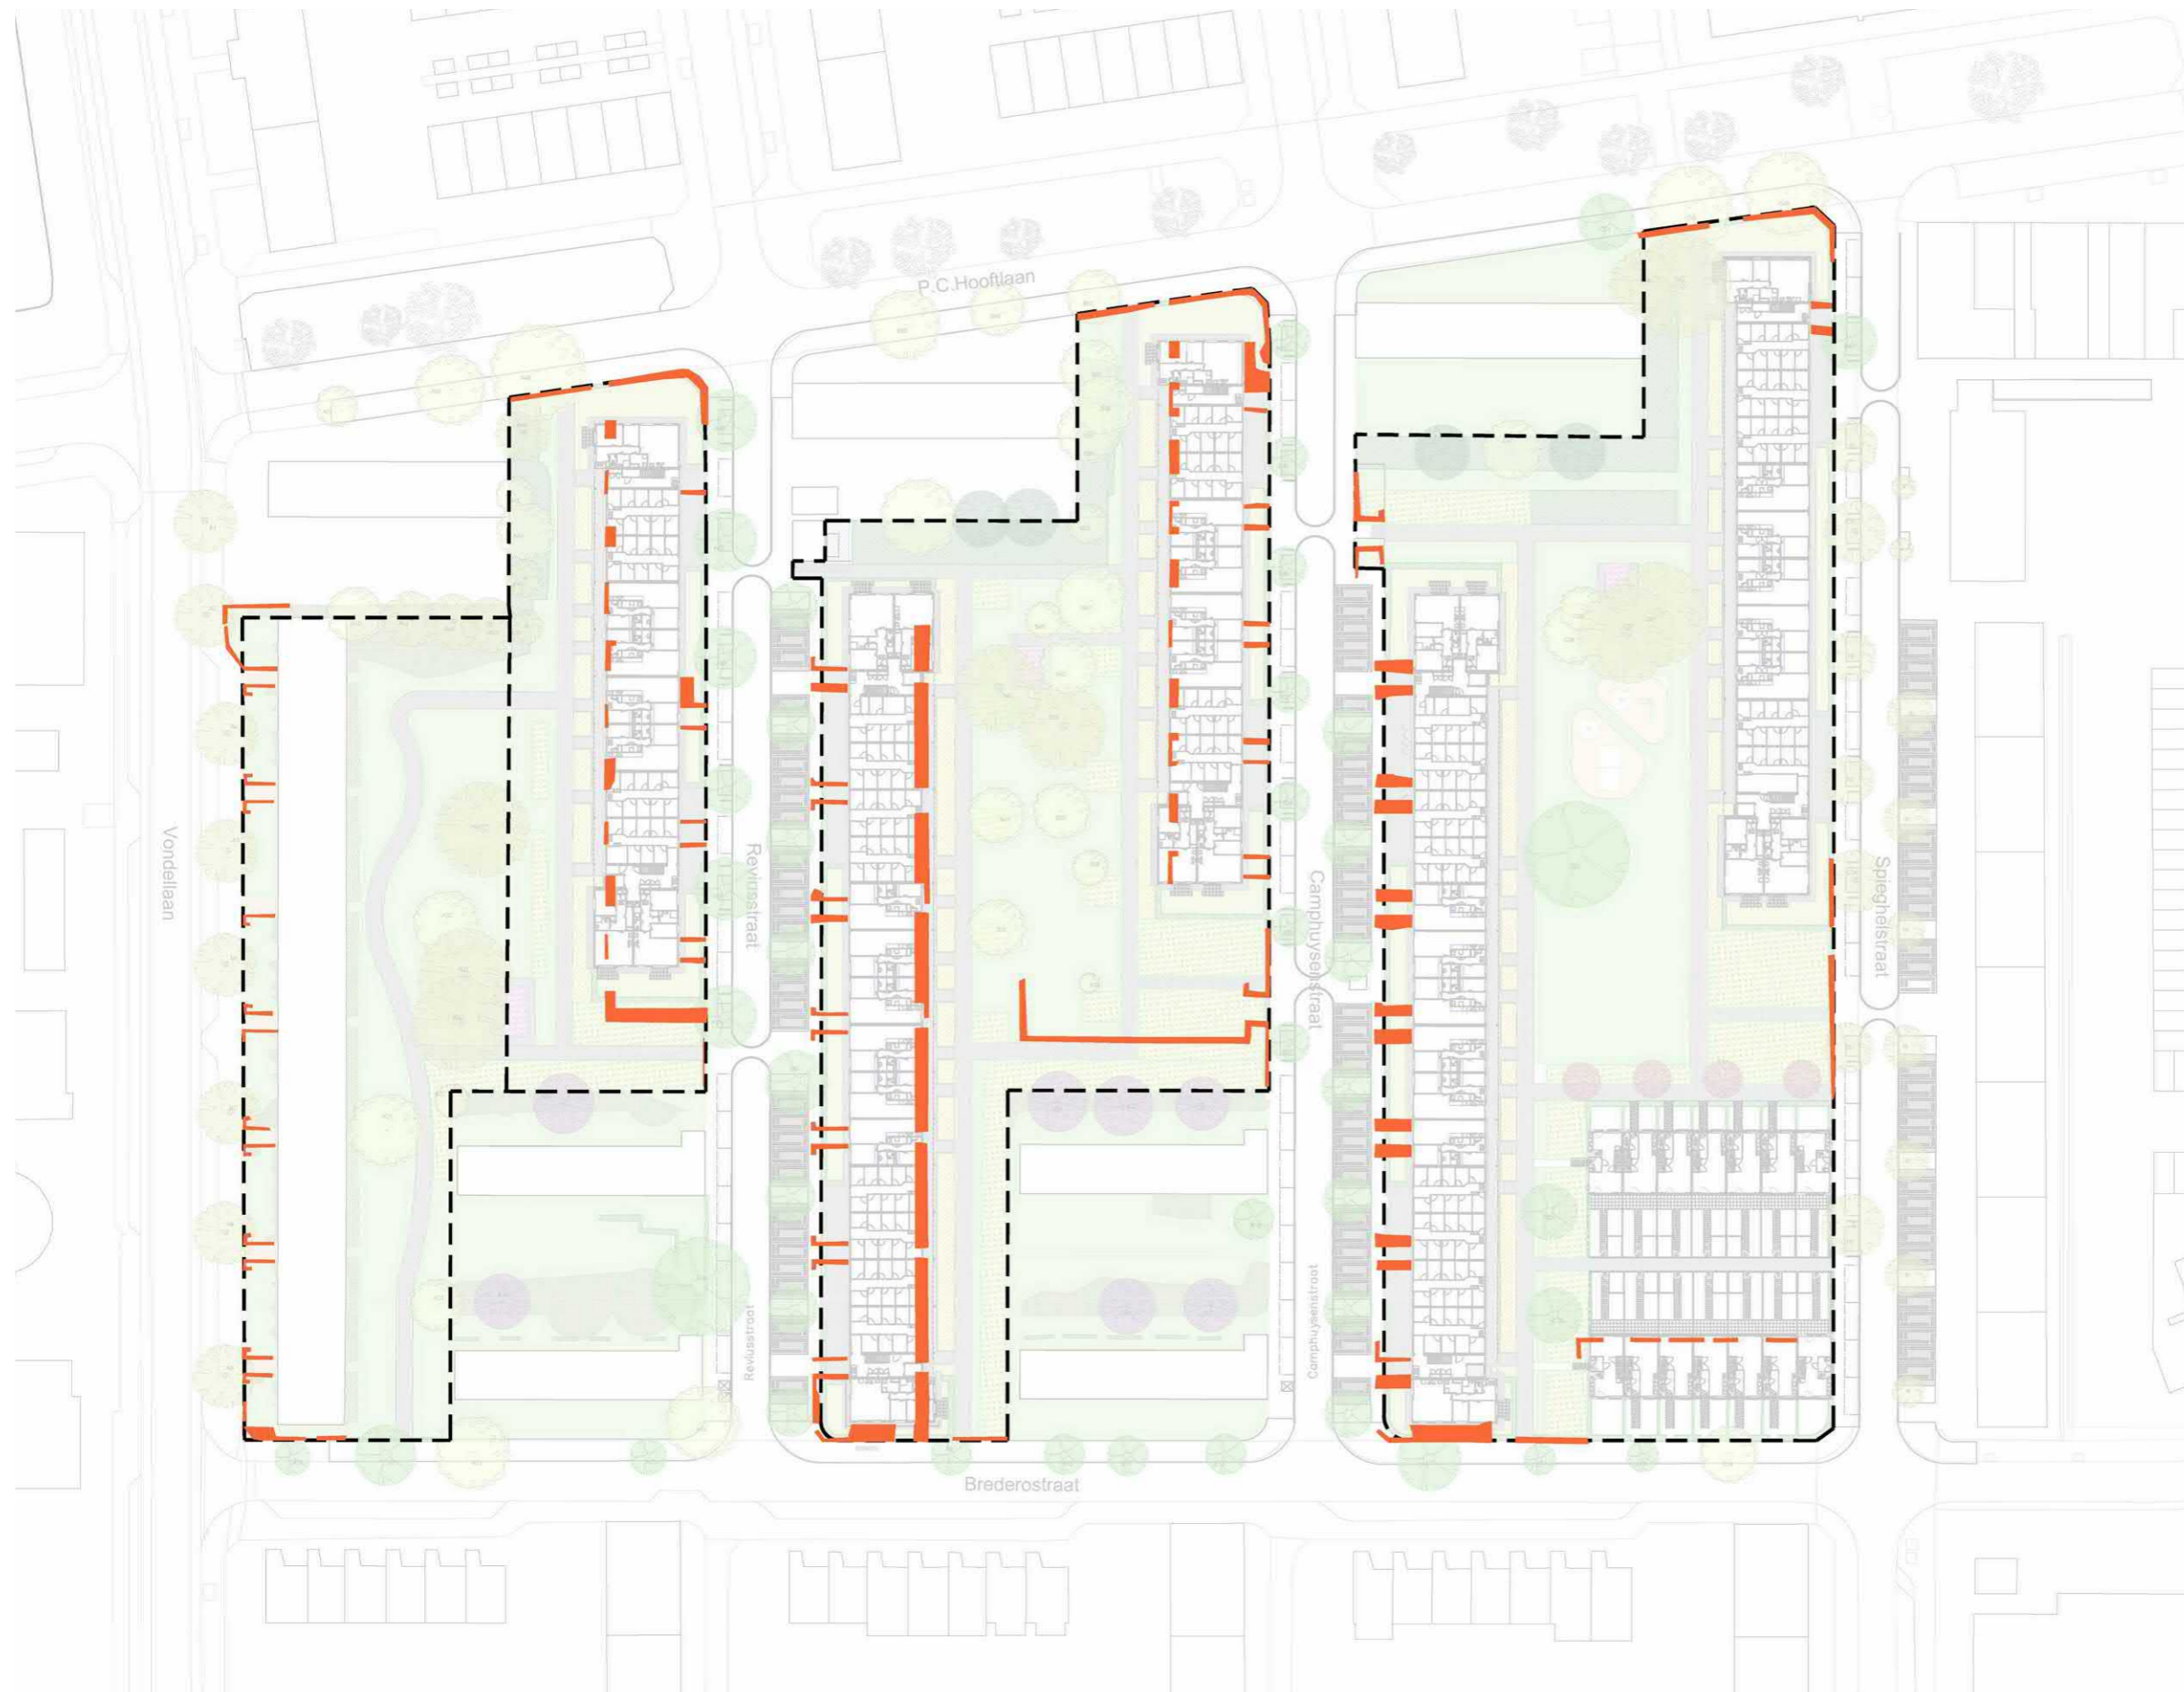 P.C.Hooftlaan
Vondellaan
Reviusstraat
Camphuysenstraat
Spieghelstraat
Reviusstraat
Camphuysenstraat
Brederostraat